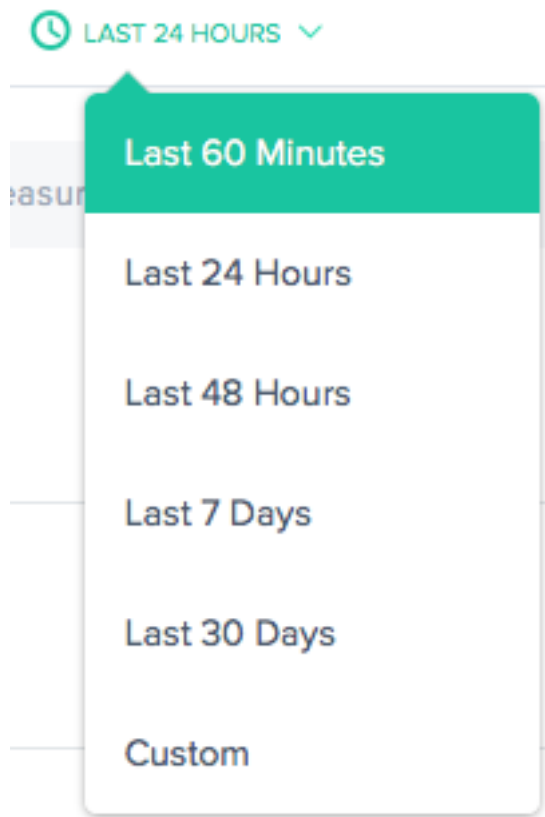 LAST 24 HOURS
Last 60 Minutes
Last 24 Hours
Last 48 Hours
Last 7 Days
Last 30 Days
Custom